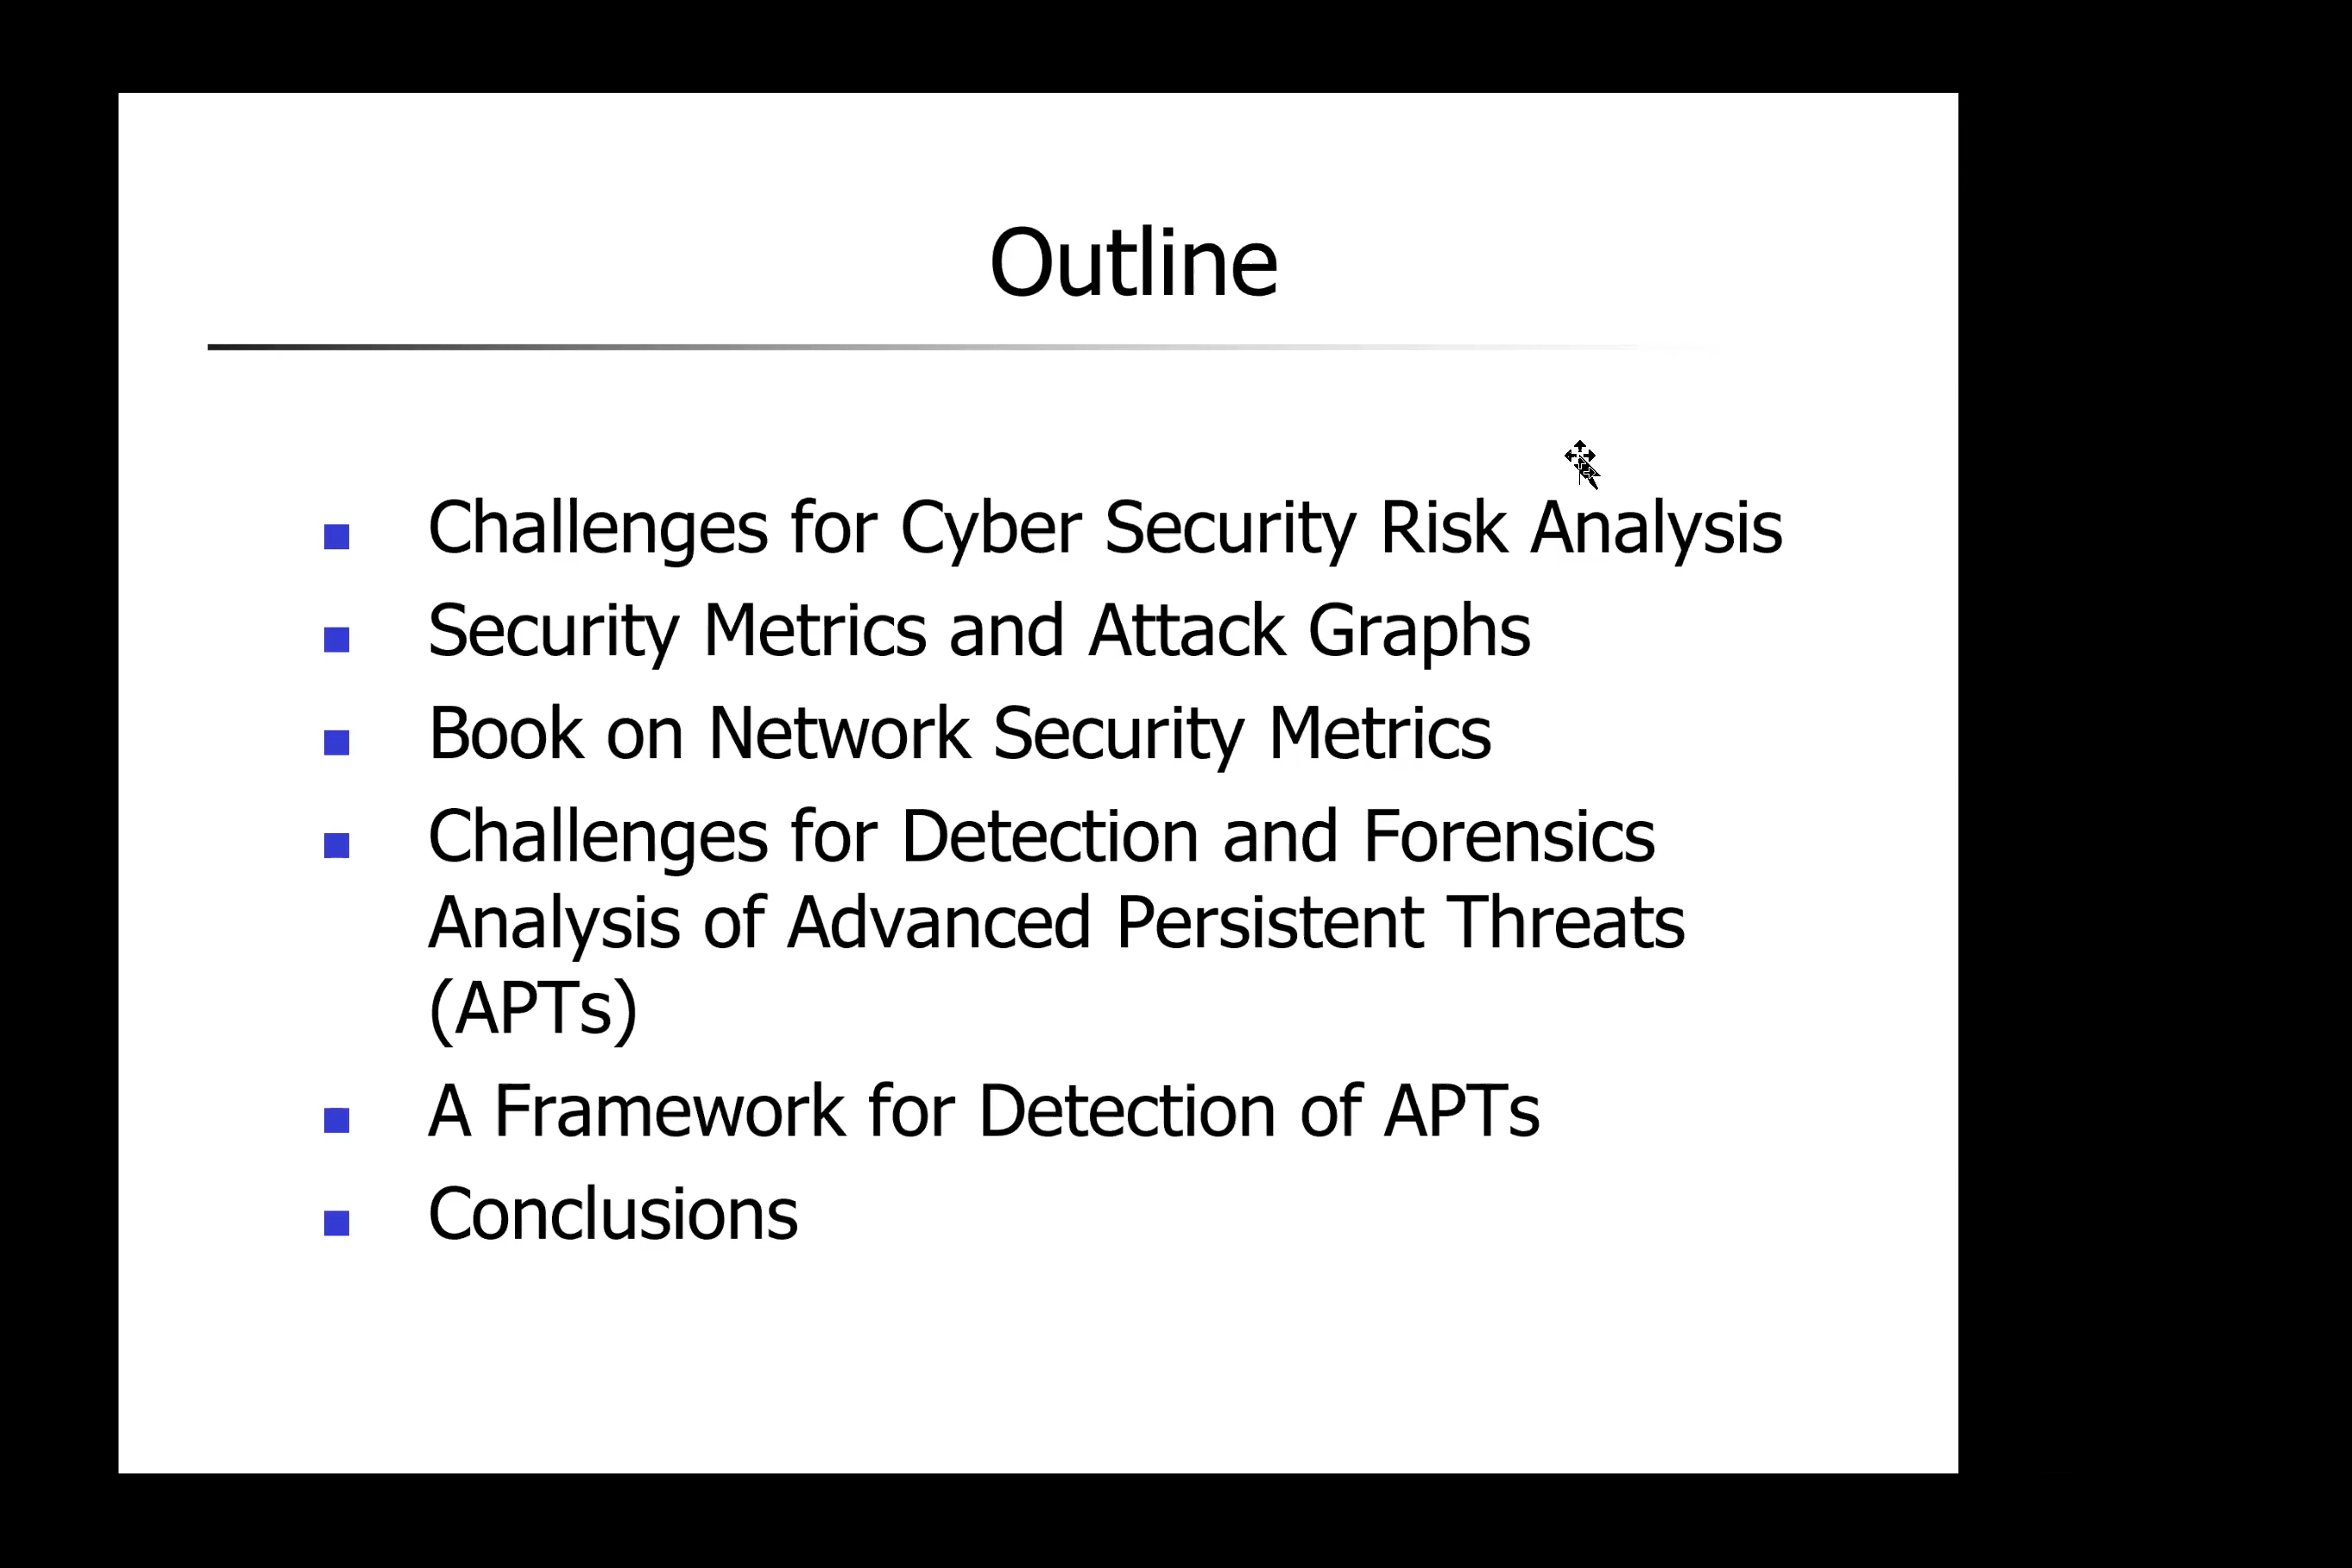 Outline
Challenges for Cyber Security Risk Analysis
Security Metrics and Attack Graphs
Book on Network Security Metrics
Challenges for Detection and Forensics
Analysis of Advanced Persistent Threats
(APTs)
A Framework for Detection of APTs
Conclusions